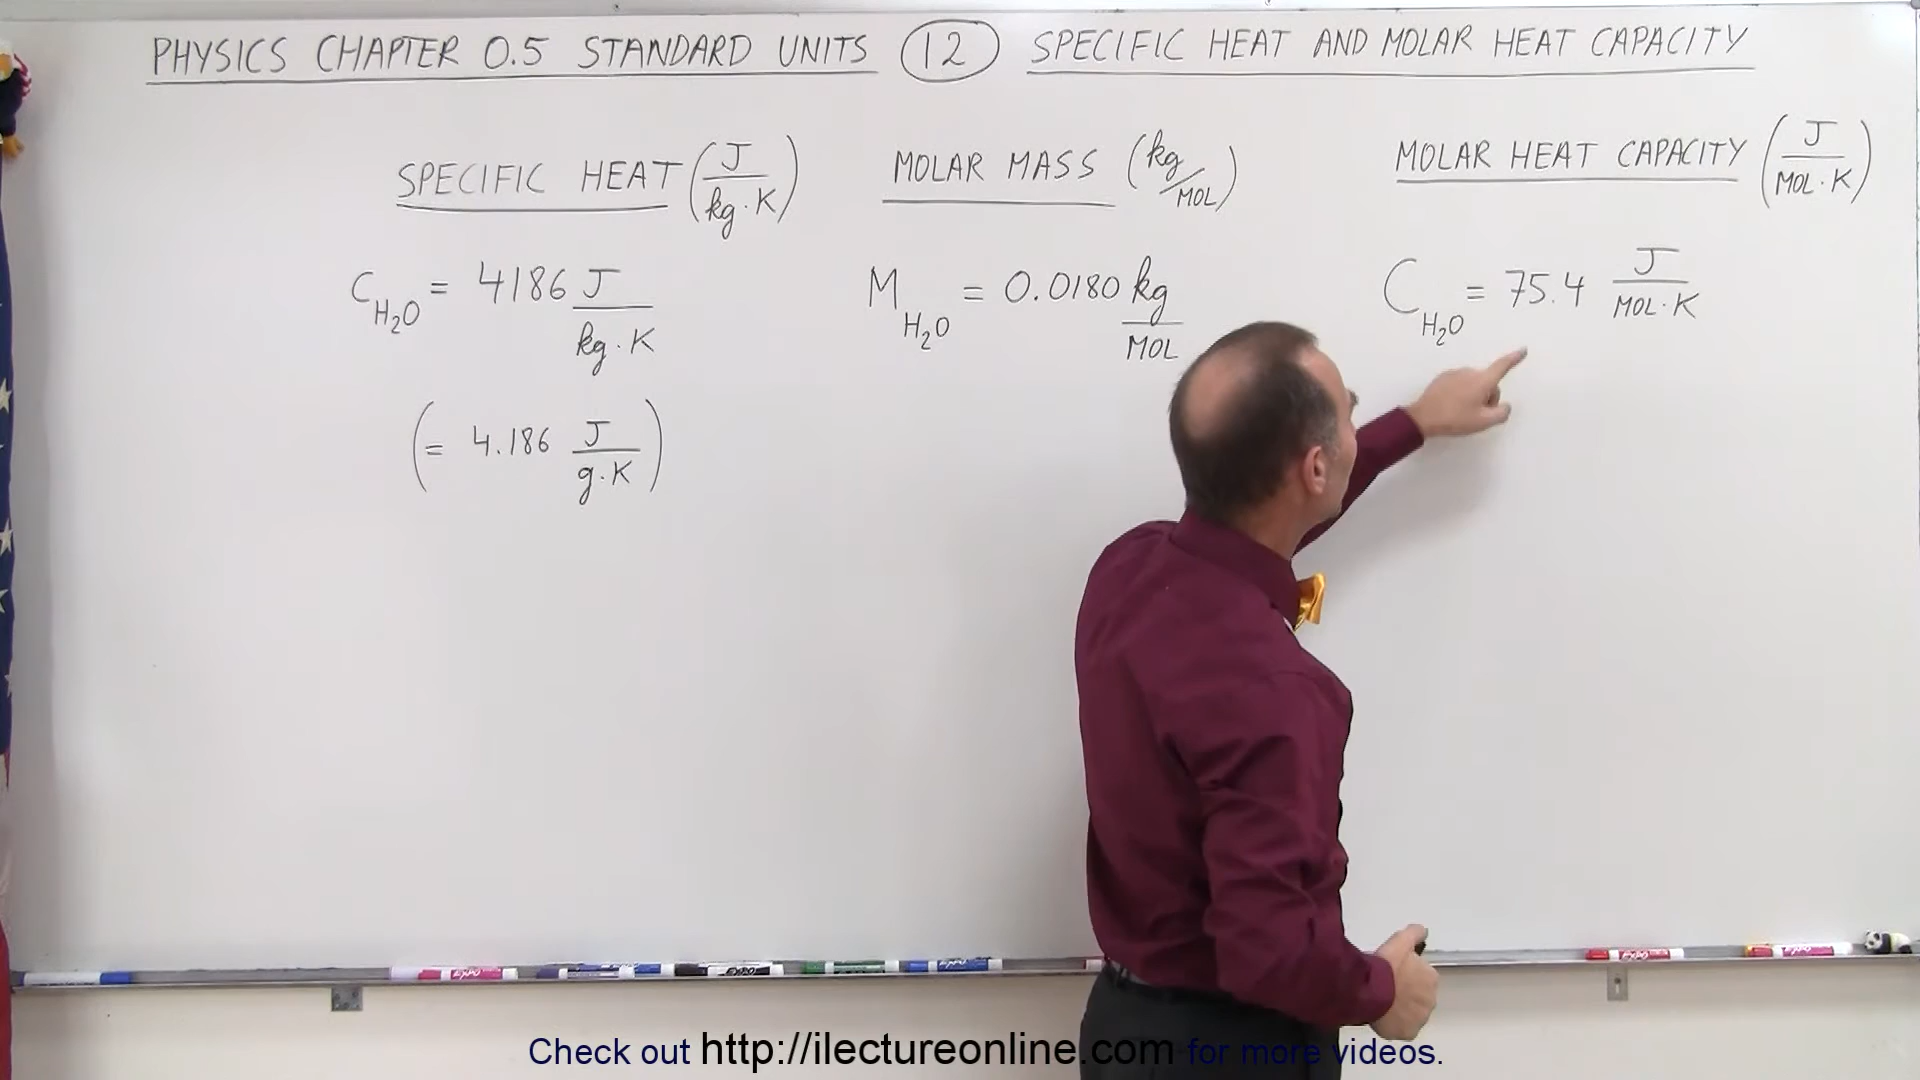 PHYSICS CHAPTER 0.5 STANDARD UNITS (12) SPECIFIC HEAT AND MOLAR HEAT CAPACITY
SPECIFIC HEAT (J/kg·K)
C_H₂O = 4186 J/kg·K
(= 4.186 J/g·K)
MOLAR MASS (kg/MOL)
M_H₂O = 0.0180 kg/MOL
MOLAR HEAT CAPACITY (J/MOL·K)
C_H₂O = 75.4 J/MOL·K
Check out http://ilectureonline.com for more videos.